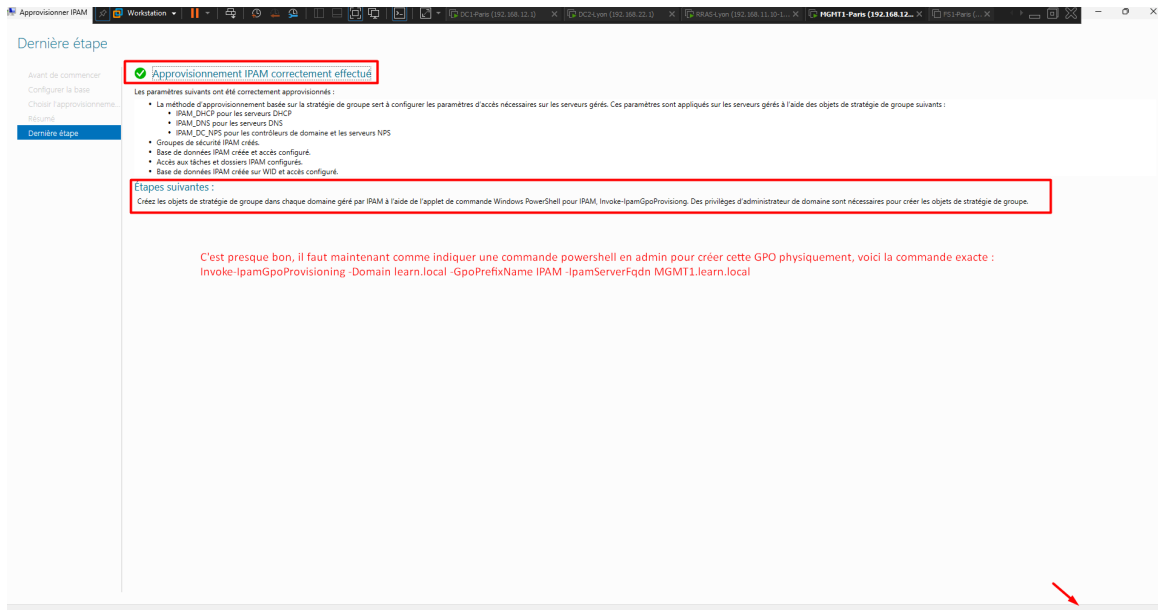 Approvisionner IPAM
Workstation
DC1-Paris (192.168.12.1)
DC2-Lyon (192.168.22.1)
RRAS-Lyon (192.168.11.10-1...
MGMT1-Paris (192.168.12...
FS1-Paris (...
Dernière étape
Avant de commencer
Configurer la base
Choisir l'approvisionneme...
Résumé
Dernière étape
Approvisionnement IPAM correctement effectué
Les paramètres suivants ont été correctement approvisionnés :
• La méthode d'approvisionnement basée sur la stratégie de groupe sert à configurer les paramètres d'accès nécessaires sur les serveurs gérés. Ces paramètres sont appliqués sur les serveurs gérés à l'aide des objets de stratégie de groupe suivants :
• IPAM_DHCP pour les serveurs DHCP
• IPAM_DNS pour les serveurs DNS
• IPAM_DC_NPS pour les contrôleurs de domaine et les serveurs NPS
• Groupes de sécurité IPAM créés.
• Base de données IPAM créée et accès configuré.
• Accès aux tâches et dossiers IPAM configurés.
• Base de données IPAM créée sur WID et accès configuré.
Étapes suivantes :
Créez les objets de stratégie de groupe dans chaque domaine géré par IPAM à l'aide de l'applet de commande Windows PowerShell pour IPAM, Invoke-IpamGpoProvisiong. Des privilèges d'administrateur de domaine sont nécessaires pour créer les objets de stratégie de groupe.
C'est presque bon, il faut maintenant comme indiquer une commande powershell en admin pour créer cette GPO physiquement, voici la commande exacte :
Invoke-IpamGpoProvisioning -Domain learn.local -GpoPrefixName IPAM -IpamServerFqdn MGMT1.learn.local